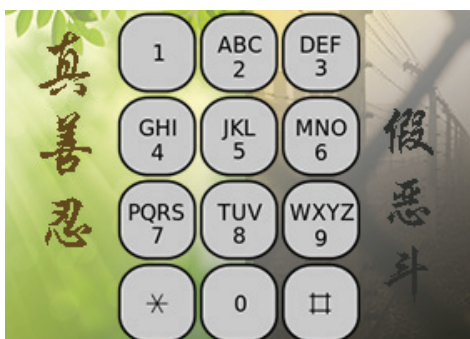 真善忍
1
ABC
2
DEF
3
GHI
4
JKL
5
MNO
6
PQRS
7
TUV
8
WXYZ
9
*
0
#
假恶斗